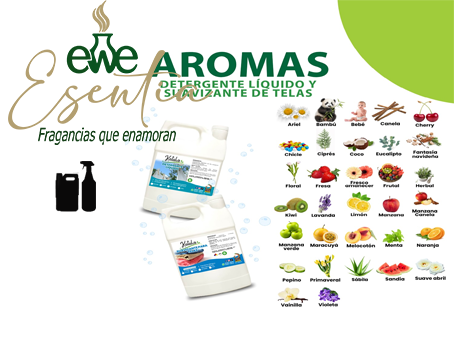 ewe
Esentia
Fragancias que enamoran
AROMAS
DETERGENTE LÍQUIDO Y
SUAVIZANTE DE TELAS
Ariel Bambú Bebé Canela Cherry
Chicle Ciprés Coco Eucalipto Fantasía navideña
Floral Fresa Fresco amanecer Frutal Herbal
Kiwi Lavanda Limón Manzana Manzana Canela
Manzana verde Maracuyá Melocotón Menta Naranja
Pepino Primaveral Sábila Sandía Suave abril
Vainilla Violeta